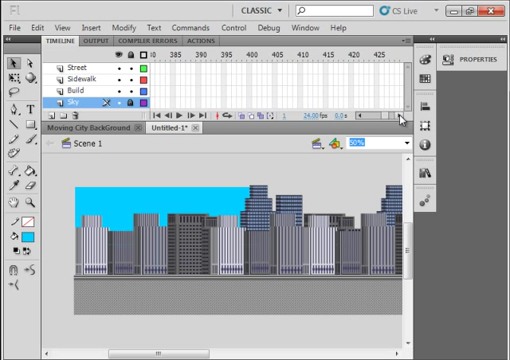 Fl CLASSIC CS Live
File Edit View Insert Modify Text Commands Control Debug Window Help
TIMELINE OUTPUT COMPILER ERRORS ACTIONS
PROPERTIES
385 390 395 400 405 410 415 420 425
Street
Sidewalk
Build
Sky
1 24.00 fps 0.0 s
Moving City BackGround Untitled-1*
Scene 1 50%